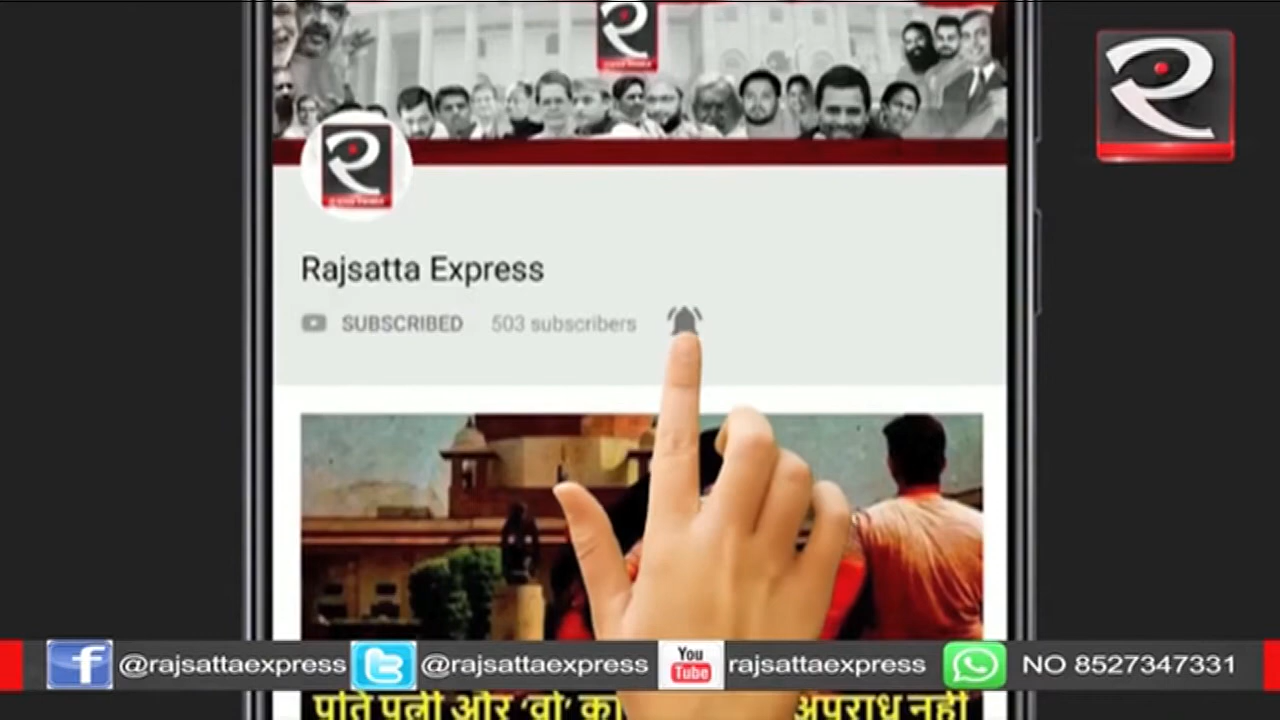 Rajsatta Express
SUBSCRIBED 503 subscribers
@rajsattaexpress @rajsattaexpress You Tube rajsattaexpress NO 8527347331
पति पत्नी और 'वो' का अपराध नहीं